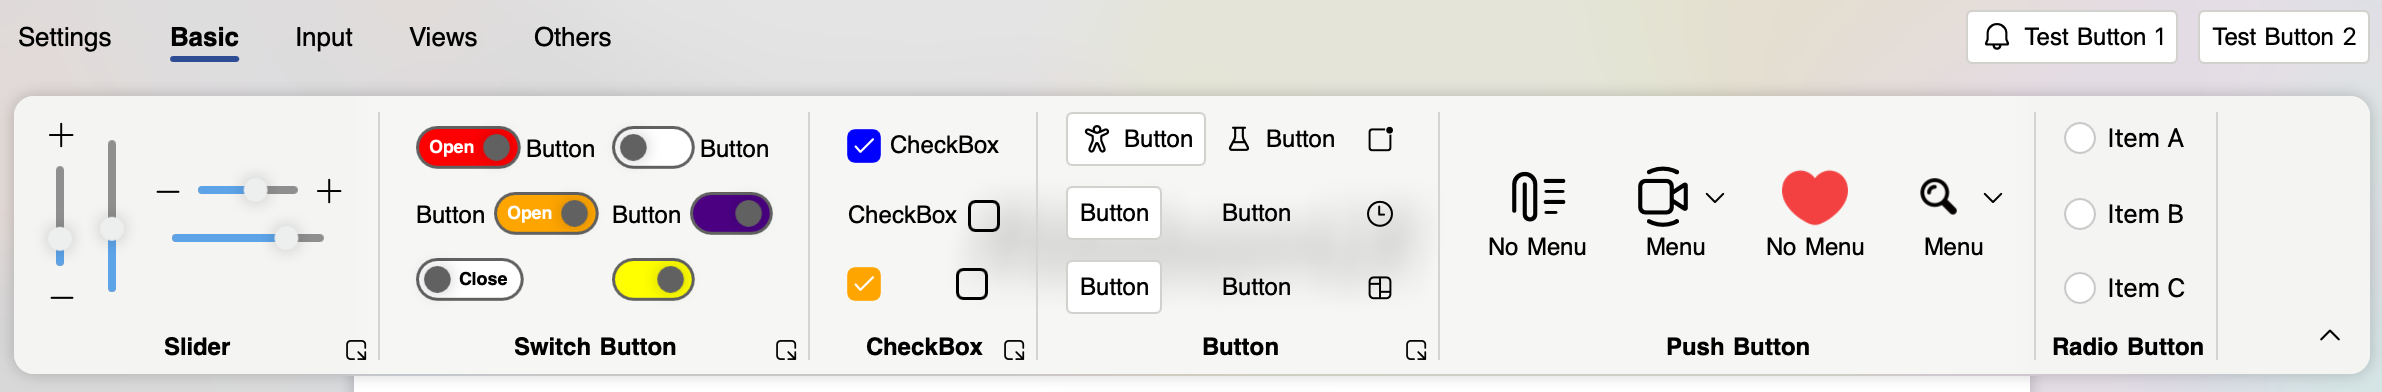 Settings Basic Input Views Others Test Button 1 Test Button 2
Open Button Button
Button Open Button
Close
Switch Button
Slider
CheckBox
CheckBox
CheckBox
Button Button
Button Button
Button Button
Button
No Menu Menu No Menu Menu
Push Button
Item A
Item B
Item C
Radio Button